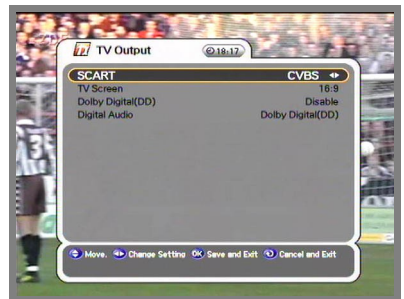 TV Output 18:17
SCART CVBS
TV Screen 16:9
Dolby Digital(DD) Disable
Digital Audio Dolby Digital(DD)
Move. Change Setting OK Save and Exit Cancel and Exit